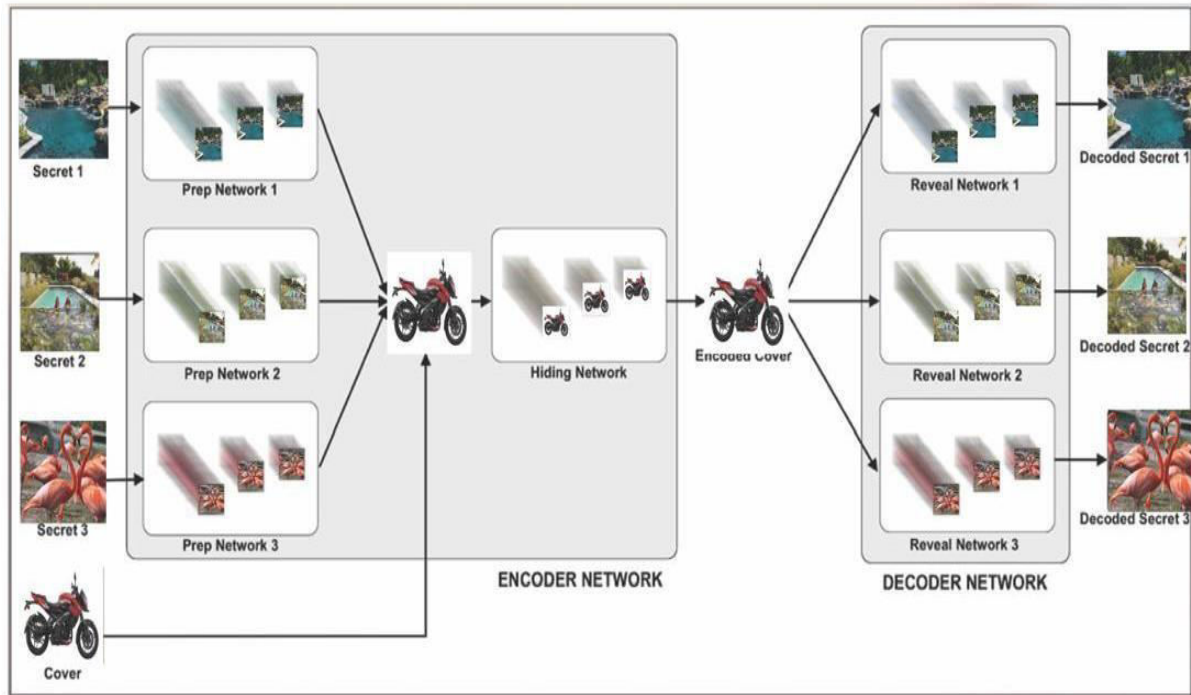 Secret 1
Prep Network 1
Reveal Network 1
Decoded Secret 1
Secret 2
Prep Network 2
Hiding Network
Encoded Cover
Reveal Network 2
Decoded Secret 2
Secret 3
Prep Network 3
Reveal Network 3
Decoded Secret 3
ENCODER NETWORK
DECODER NETWORK
Cover